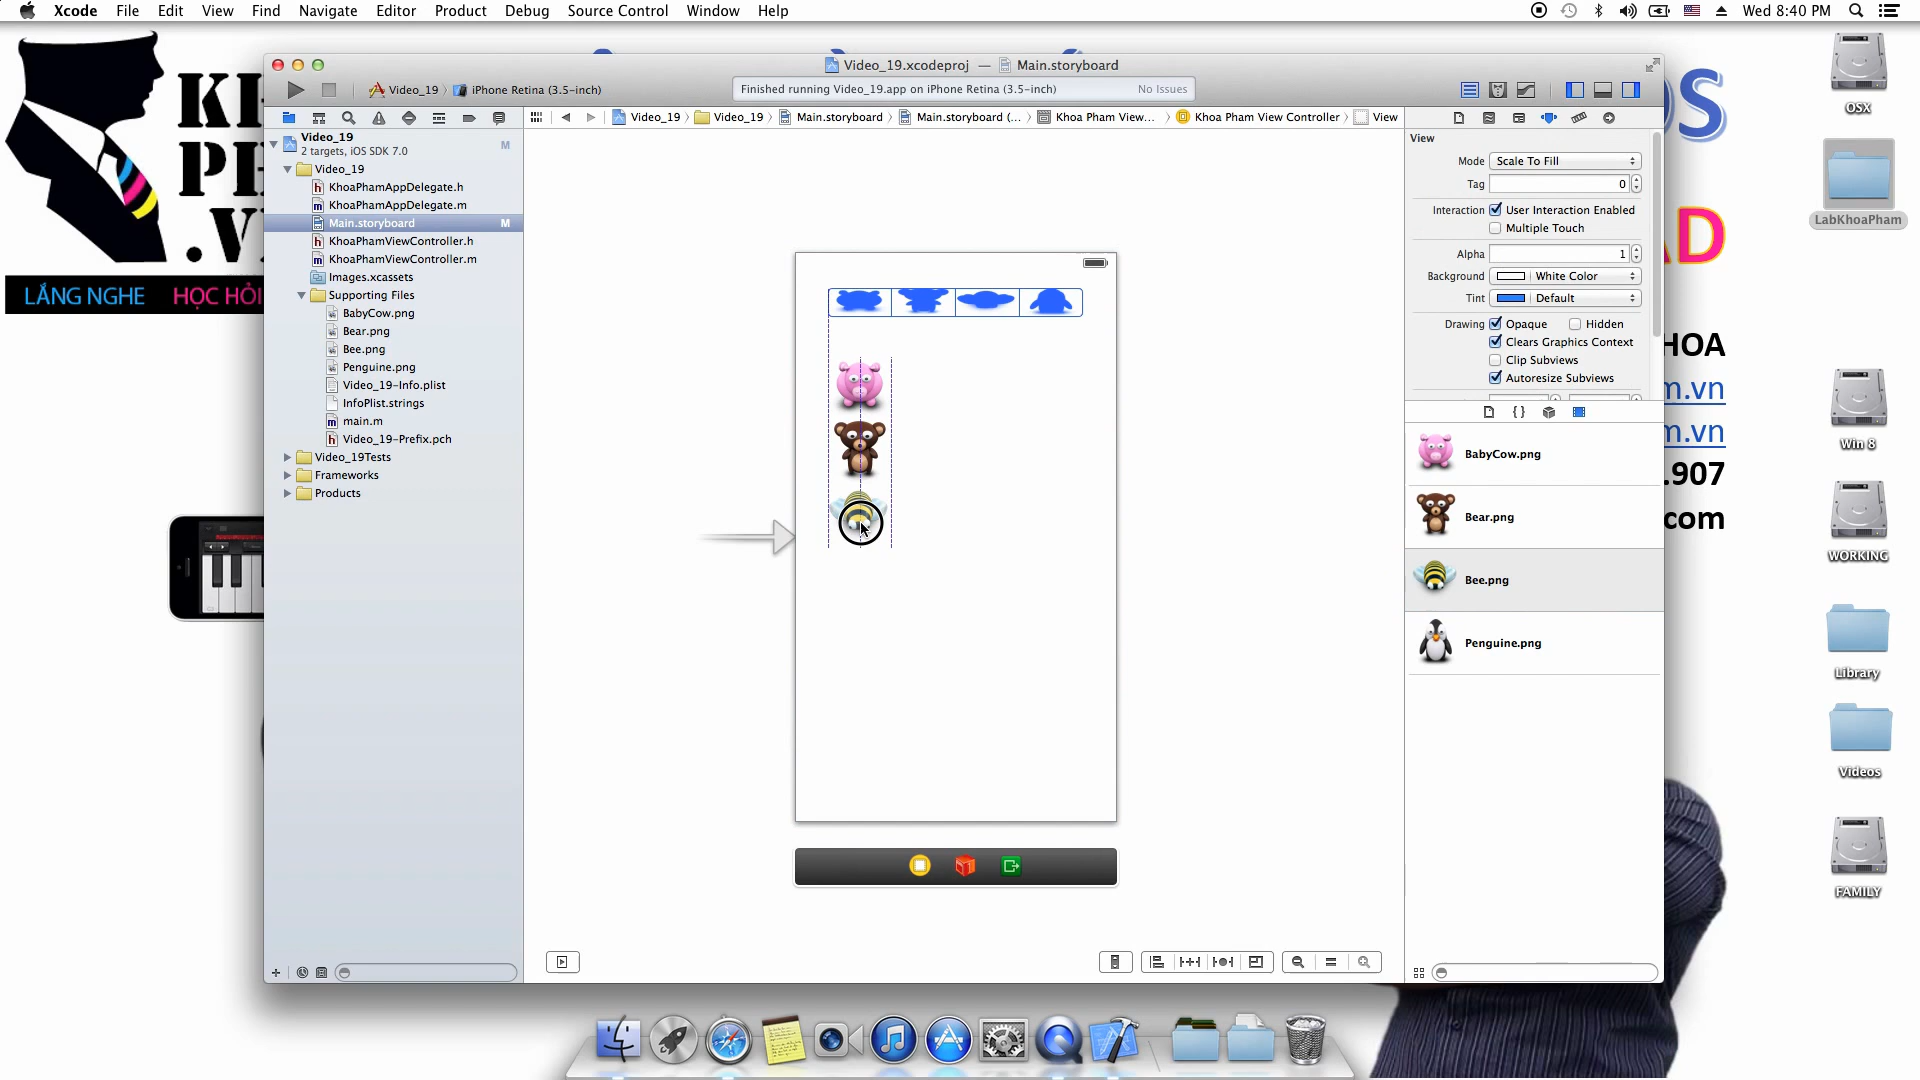 Xcode File Edit View Find Navigate Editor Product Debug Source Control Window Help
Wed 8:40 PM
Video_19.xcodeproj — Main.storyboard
Video_19 iPhone Retina (3.5-inch)
Finished running Video_19.app on iPhone Retina (3.5-inch) No Issues
Video_19 Video_19 Main.storyboard Main.storyboard (... Khoa Pham View... Khoa Pham View Controller View
Video_19 M
2 targets, iOS SDK 7.0
Video_19
KhoaPhamAppDelegate.h
KhoaPhamAppDelegate.m
Main.storyboard M
KhoaPhamViewController.h
KhoaPhamViewController.m
Images.xcassets
Supporting Files
BabyCow.png
Bear.png
Bee.png
Penguine.png
Video_19-Info.plist
InfoPlist.strings
main.m
Video_19-Prefix.pch
Video_19Tests
Frameworks
Products
View
Mode Scale To Fill
Tag 0
Interaction User Interaction Enabled
Multiple Touch
Alpha 1
Background White Color
Tint Default
Drawing Opaque Hidden
Clears Graphics Context
Clip Subviews
Autoresize Subviews
BabyCow.png
Bear.png
Bee.png
Penguine.png
LẮNG NGHE HỌC HỎI
HOA
m.vn
m.vn
.907
com
OSX
LabKhoaPham
Win 8
WORKING
Library
Videos
FAMILY